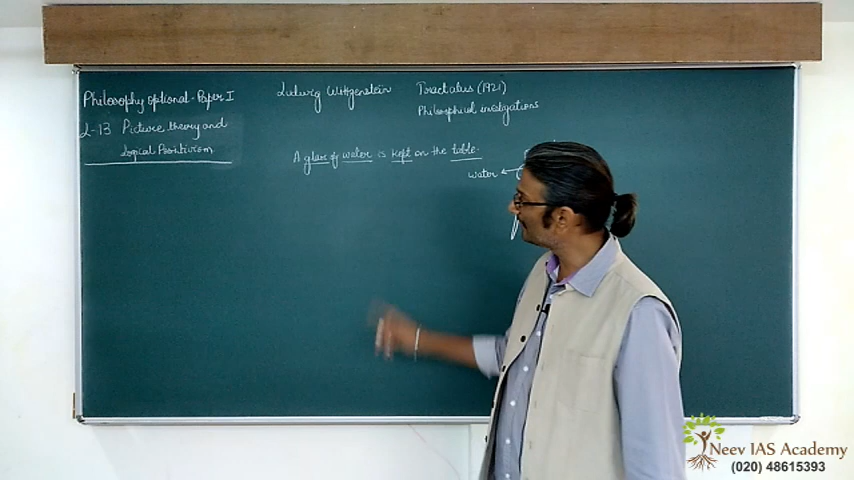 Philosophy optional - Paper I
L-13 Picture theory and
Logical Positivism
Ludwig Wittgenstein
Tractatus (1921)
Philosophical investigations
A glass of water is kept on the table.
water
Neev IAS Academy
(020) 48615393